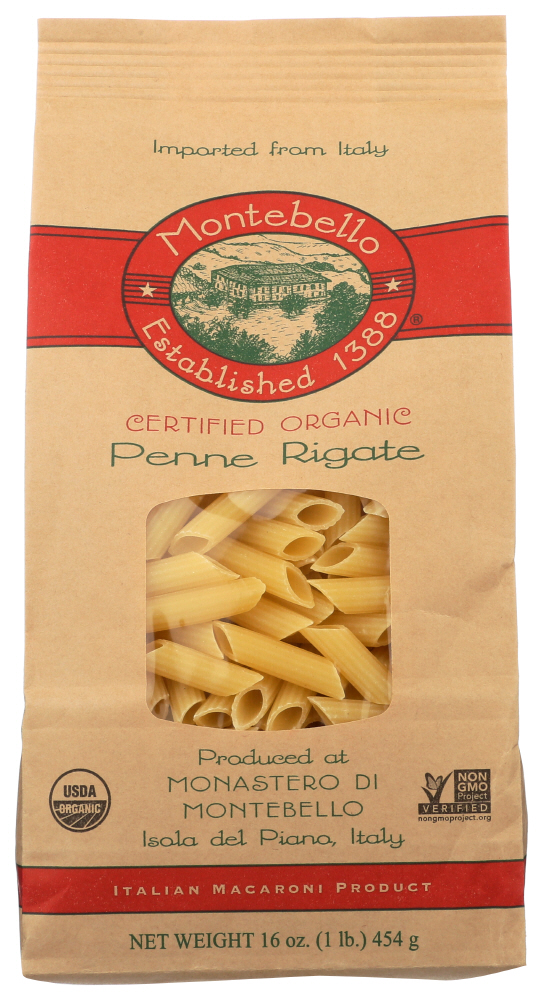 Imported from Italy
Montebello
Established 1388
®
CERTIFIED ORGANIC
Penne Rigate
Produced at
MONASTERO DI
MONTEBELLO
Isola del Piano, Italy
USDA
ORGANIC
NON
GMO
Project
VERIFIED
nongmoproject.org
ITALIAN MACARONI PRODUCT
NET WEIGHT 16 oz. (1 lb.) 454 g